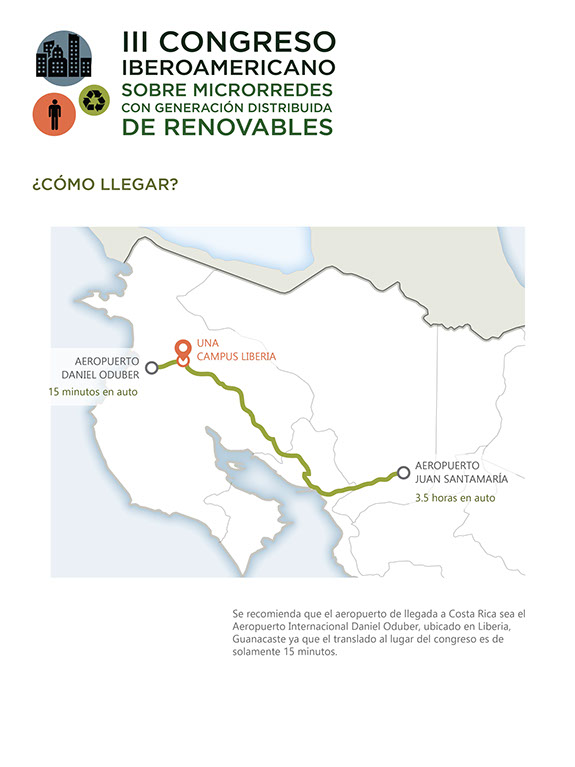 III CONGRESO
IBEROAMERICANO
SOBRE MICRORREDES
CON GENERACIÓN DISTRIBUIDA
DE RENOVABLES
¿CÓMO LLEGAR?
UNA
CAMPUS LIBERIA
AEROPUERTO
DANIEL ODUBER
15 minutos en auto
AEROPUERTO
JUAN SANTAMARÍA
3.5 horas en auto
Se recomienda que el aeropuerto de llegada a Costa Rica sea el
Aeropuerto Internacional Daniel Oduber, ubicado en Liberia,
Guanacaste ya que el translado al lugar del congreso es de
solamente 15 minutos.